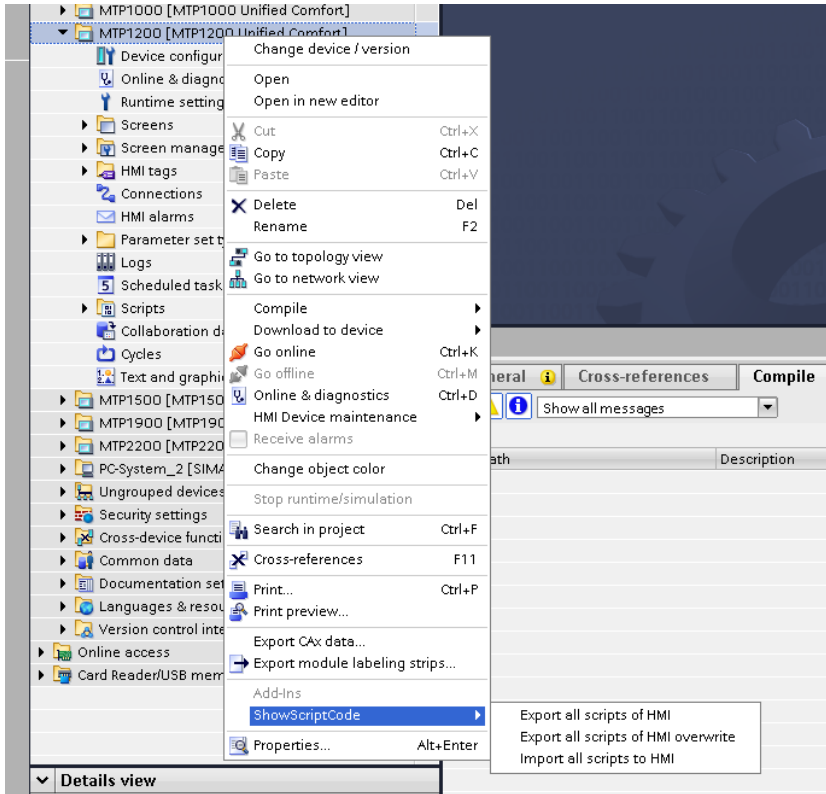 MTP1000 [MTP1000 Unified Comfort]
MTP1200 [MTP1200 Unified Comfort]
Device configur
Online & diagno
Runtime setting
Screens
Screen manage
HMI tags
Connections
HMI alarms
Parameter set t
Logs
Scheduled task
Scripts
Collaboration d
Cycles
Text and graphi
MTP1500 [MTP150
MTP1900 [MTP190
MTP2200 [MTP220
PC-System_2 [SIMA
Ungrouped devices
Security settings
Cross-device functi
Common data
Documentation set
Languages & resou
Version control inte
Online access
Card Reader/USB mem
Details view
Change device / version
Open
Open in new editor
Cut Ctrl+X
Copy Ctrl+C
Paste Ctrl+V
Delete Del
Rename F2
Go to topology view
Go to network view
Compile
Download to device
Go online Ctrl+K
Go offline Ctrl+M
Online & diagnostics Ctrl+D
HMI Device maintenance
Receive alarms
Change object color
Stop runtime/simulation
Search in project Ctrl+F
Cross-references F11
Print... Ctrl+P
Print preview...
Export CAx data...
Export module labeling strips...
Add-Ins
ShowScriptCode
Properties... Alt+Enter
Export all scripts of HMI
Export all scripts of HMI overwrite
Import all scripts to HMI
neral Cross-references Compile
Show all messages
ath Description